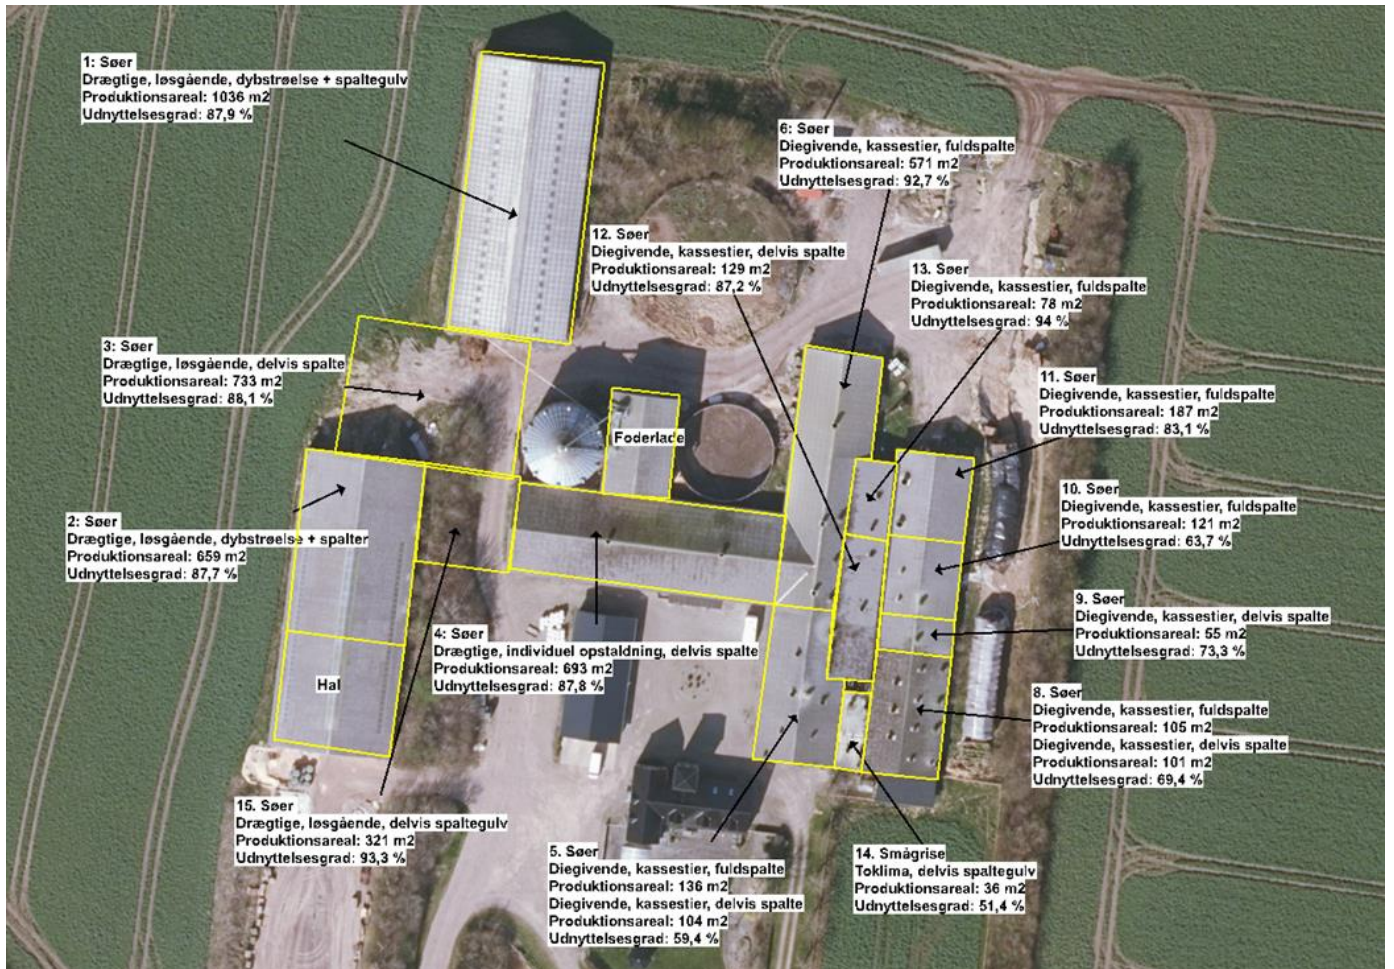 1: Søer
Drægtige, løsgående, dybstrøelse + spaltegulv
Produktionsareal: 1036 m2
Udnyttelsesgrad: 87,9 %
6: Søer
Diegivende, kassestier, fuldspalte
Produktionsareal: 571 m2
Udnyttelsesgrad: 92,7 %
12. Søer
Diegivende, kassestier, delvis spalte
Produktionsareal: 129 m2
Udnyttelsesgrad: 87,2 %
13. Søer
Diegivende, kassestier, fuldspalte
Produktionsareal: 78 m2
Udnyttelsesgrad: 94 %
3: Søer
Drægtige, løsgående, delvis spalte
Produktionsareal: 733 m2
Udnyttelsesgrad: 88,1 %
11. Søer
Diegivende, kassestier, fuldspalte
Produktionsareal: 187 m2
Udnyttelsesgrad: 83,1 %
Foderlade
10. Søer
Diegivende, kassestier, fuldspalte
Produktionsareal: 121 m2
Udnyttelsesgrad: 63,7 %
2: Søer
Drægtige, løsgående, dybstrøelse + spalter
Produktionsareal: 659 m2
Udnyttelsesgrad: 87,7 %
9. Søer
Diegivende, kassestier, delvis spalte
Produktionsareal: 55 m2
Udnyttelsesgrad: 73,3 %
4: Søer
Drægtige, individuel opstaldning, delvis spalte
Produktionsareal: 693 m2
Udnyttelsesgrad: 87,8 %
Hal
8. Søer
Diegivende, kassestier, fuldspalte
Produktionsareal: 105 m2
Diegivende, kassestier, delvis spalte
Produktionsareal: 101 m2
Udnyttelsesgrad: 69,4 %
15. Søer
Drægtige, løsgående, delvis spaltegulv
Produktionsareal: 321 m2
Udnyttelsesgrad: 93,3 %
5. Søer
Diegivende, kassestier, fuldspalte
Produktionsareal: 136 m2
Diegivende, kassestier, delvis spalte
Produktionsareal: 104 m2
Udnyttelsesgrad: 59,4 %
14. Smågrise
Toklima, delvis spaltegulv
Produktionsareal: 36 m2
Udnyttelsesgrad: 51,4 %